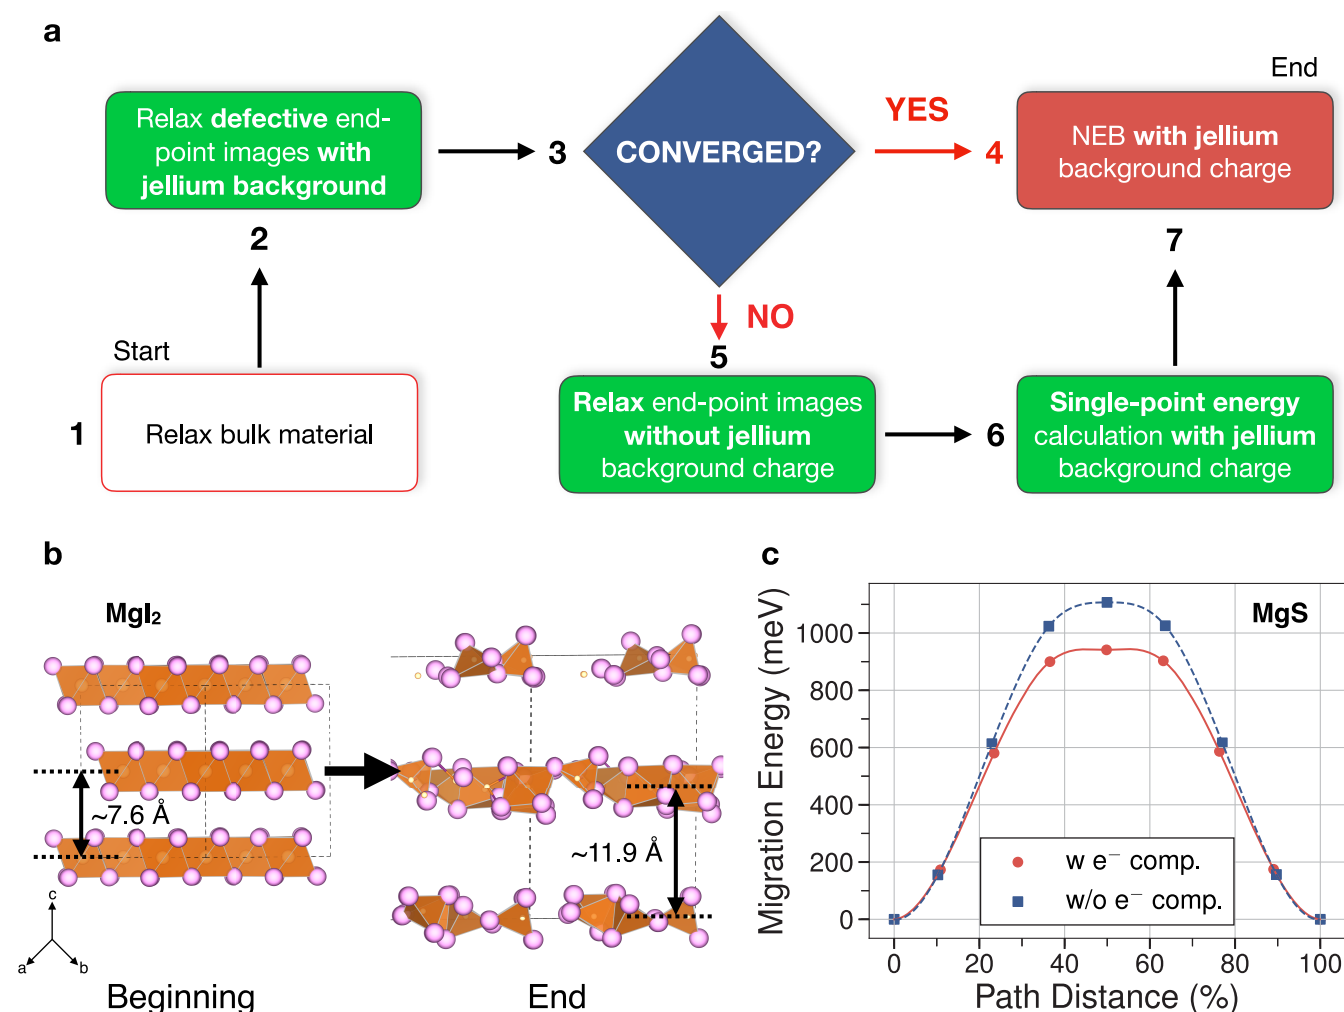 a
Relax defective end-
point images with
jellium background
2
Start
1
Relax bulk material
3
CONVERGED?
YES
NO
End
4
NEB with jellium
background charge
7
5
Relax end-point images
without jellium
background charge
6
Single-point energy
calculation with jellium
background charge
b
MgI₂
~7.6 Å
~11.9 Å
c
a
b
Beginning
End
c
MgS
Migration Energy (meV)
1000
800
600
400
200
0
w e⁻ comp.
w/o e⁻ comp.
0 20 40 60 80 100
Path Distance (%)